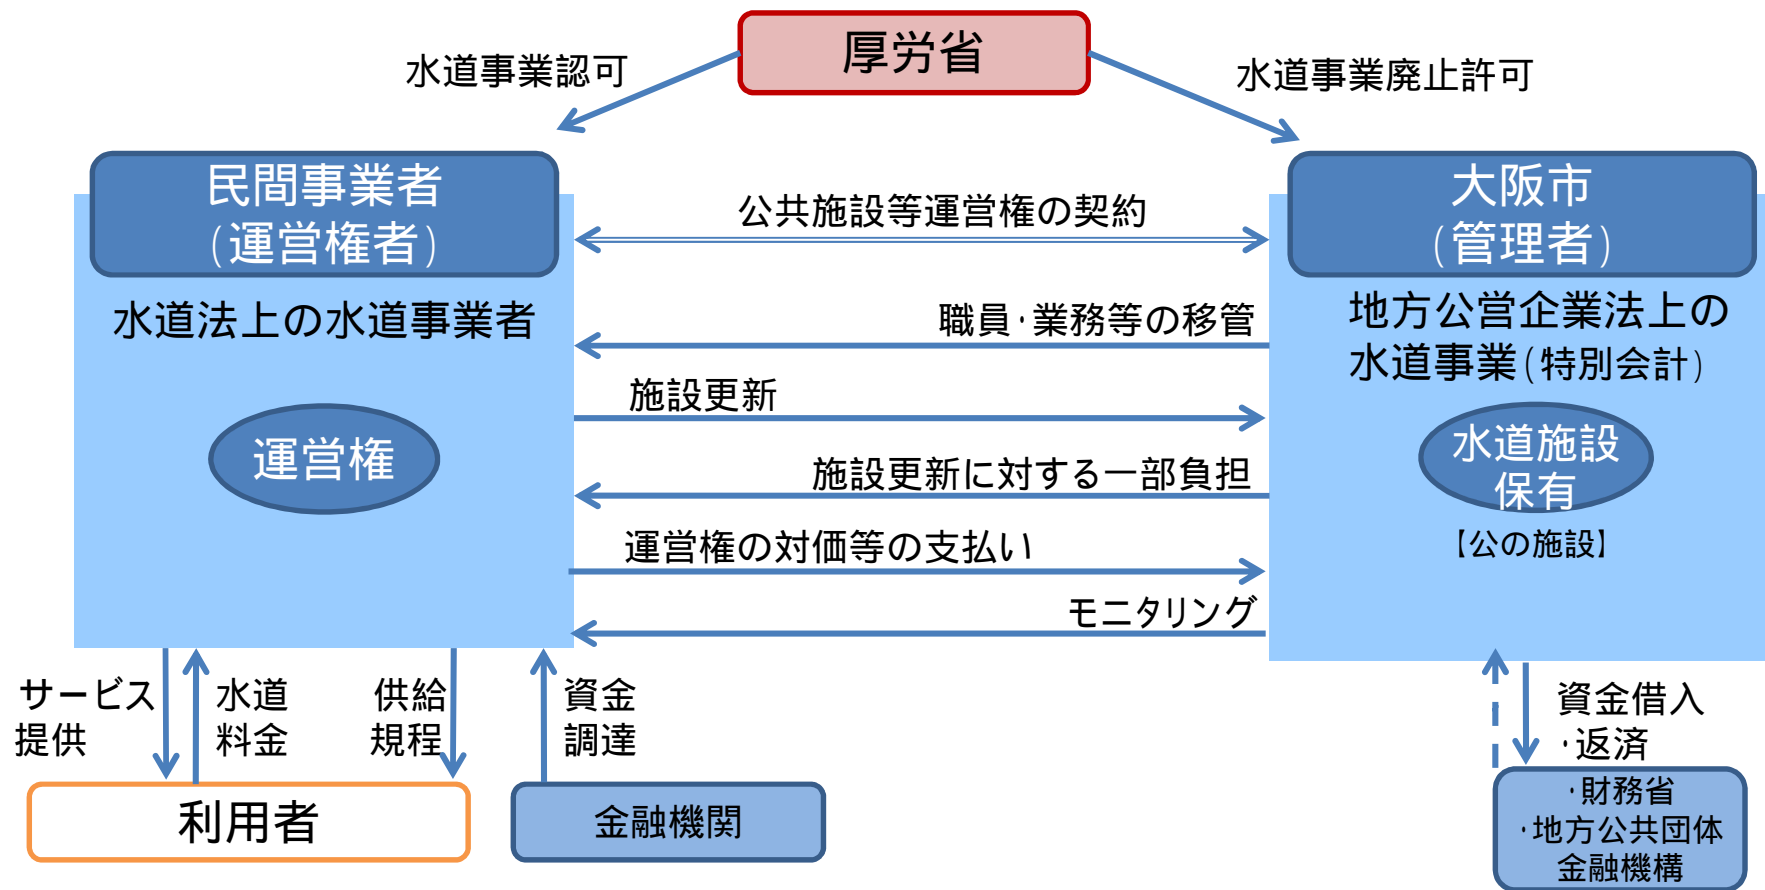 厚労省
水道事業認可
水道事業廃止許可
民間事業者
(運営権者)
大阪市
(管理者)
公共施設等運営権の契約
水道法上の水道事業者
職員・業務等の移管
地方公営企業法上の
水道事業(特別会計)
施設更新
運営権
施設更新に対する一部負担
水道施設
保有
運営権の対価等の支払い
【公の施設】
モニタリング
サービス
提供
水道
料金
供給
規程
資金
調達
資金借入
・返済
利用者
金融機関
・財務省
・地方公共団体
金融機構